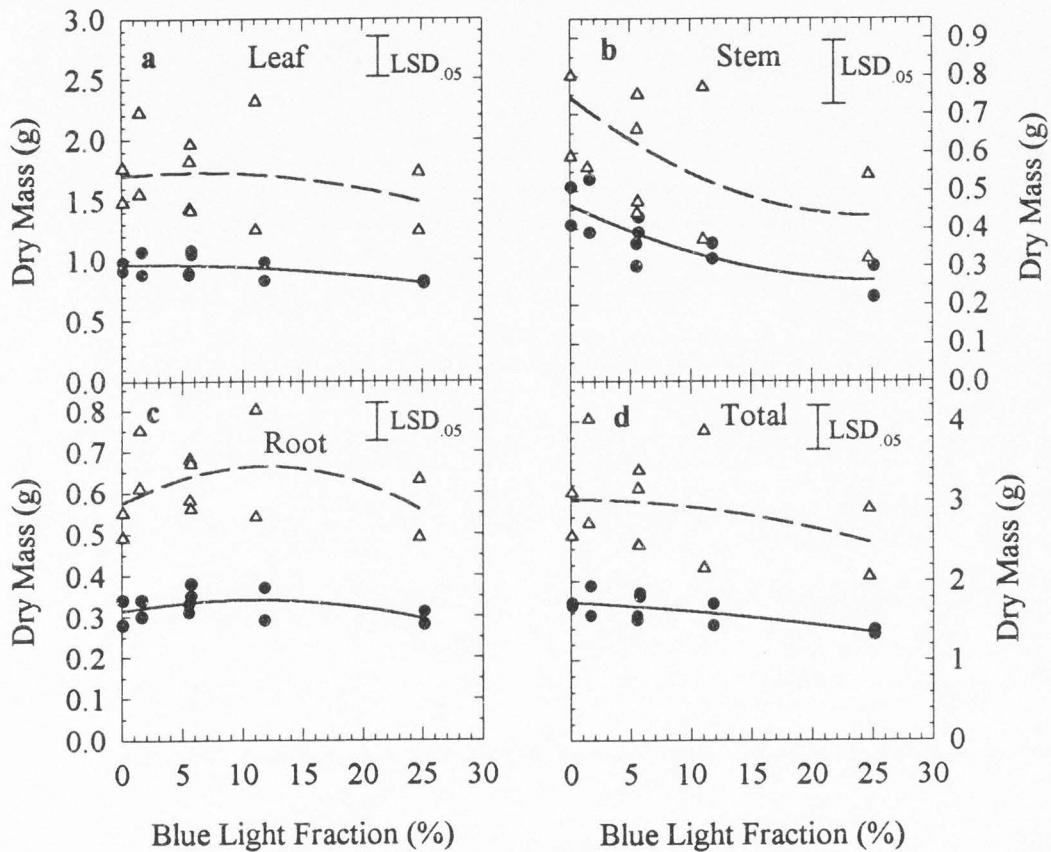 a Leaf LSD.05
b Stem LSD.05
3.0
2.5
2.0
1.5
1.0
0.5
0.0
Dry Mass (g)
0.9
0.8
0.7
0.6
0.5
0.4
0.3
0.2
0.1
0.0
Dry Mass (g)
c Root LSD.05
d Total LSD.05
0.8
0.7
0.6
0.5
0.4
0.3
0.2
0.1
0.0
Dry Mass (g)
4
3
2
1
0
Dry Mass (g)
0 5 10 15 20 25 30
0 5 10 15 20 25 30
Blue Light Fraction (%)
Blue Light Fraction (%)